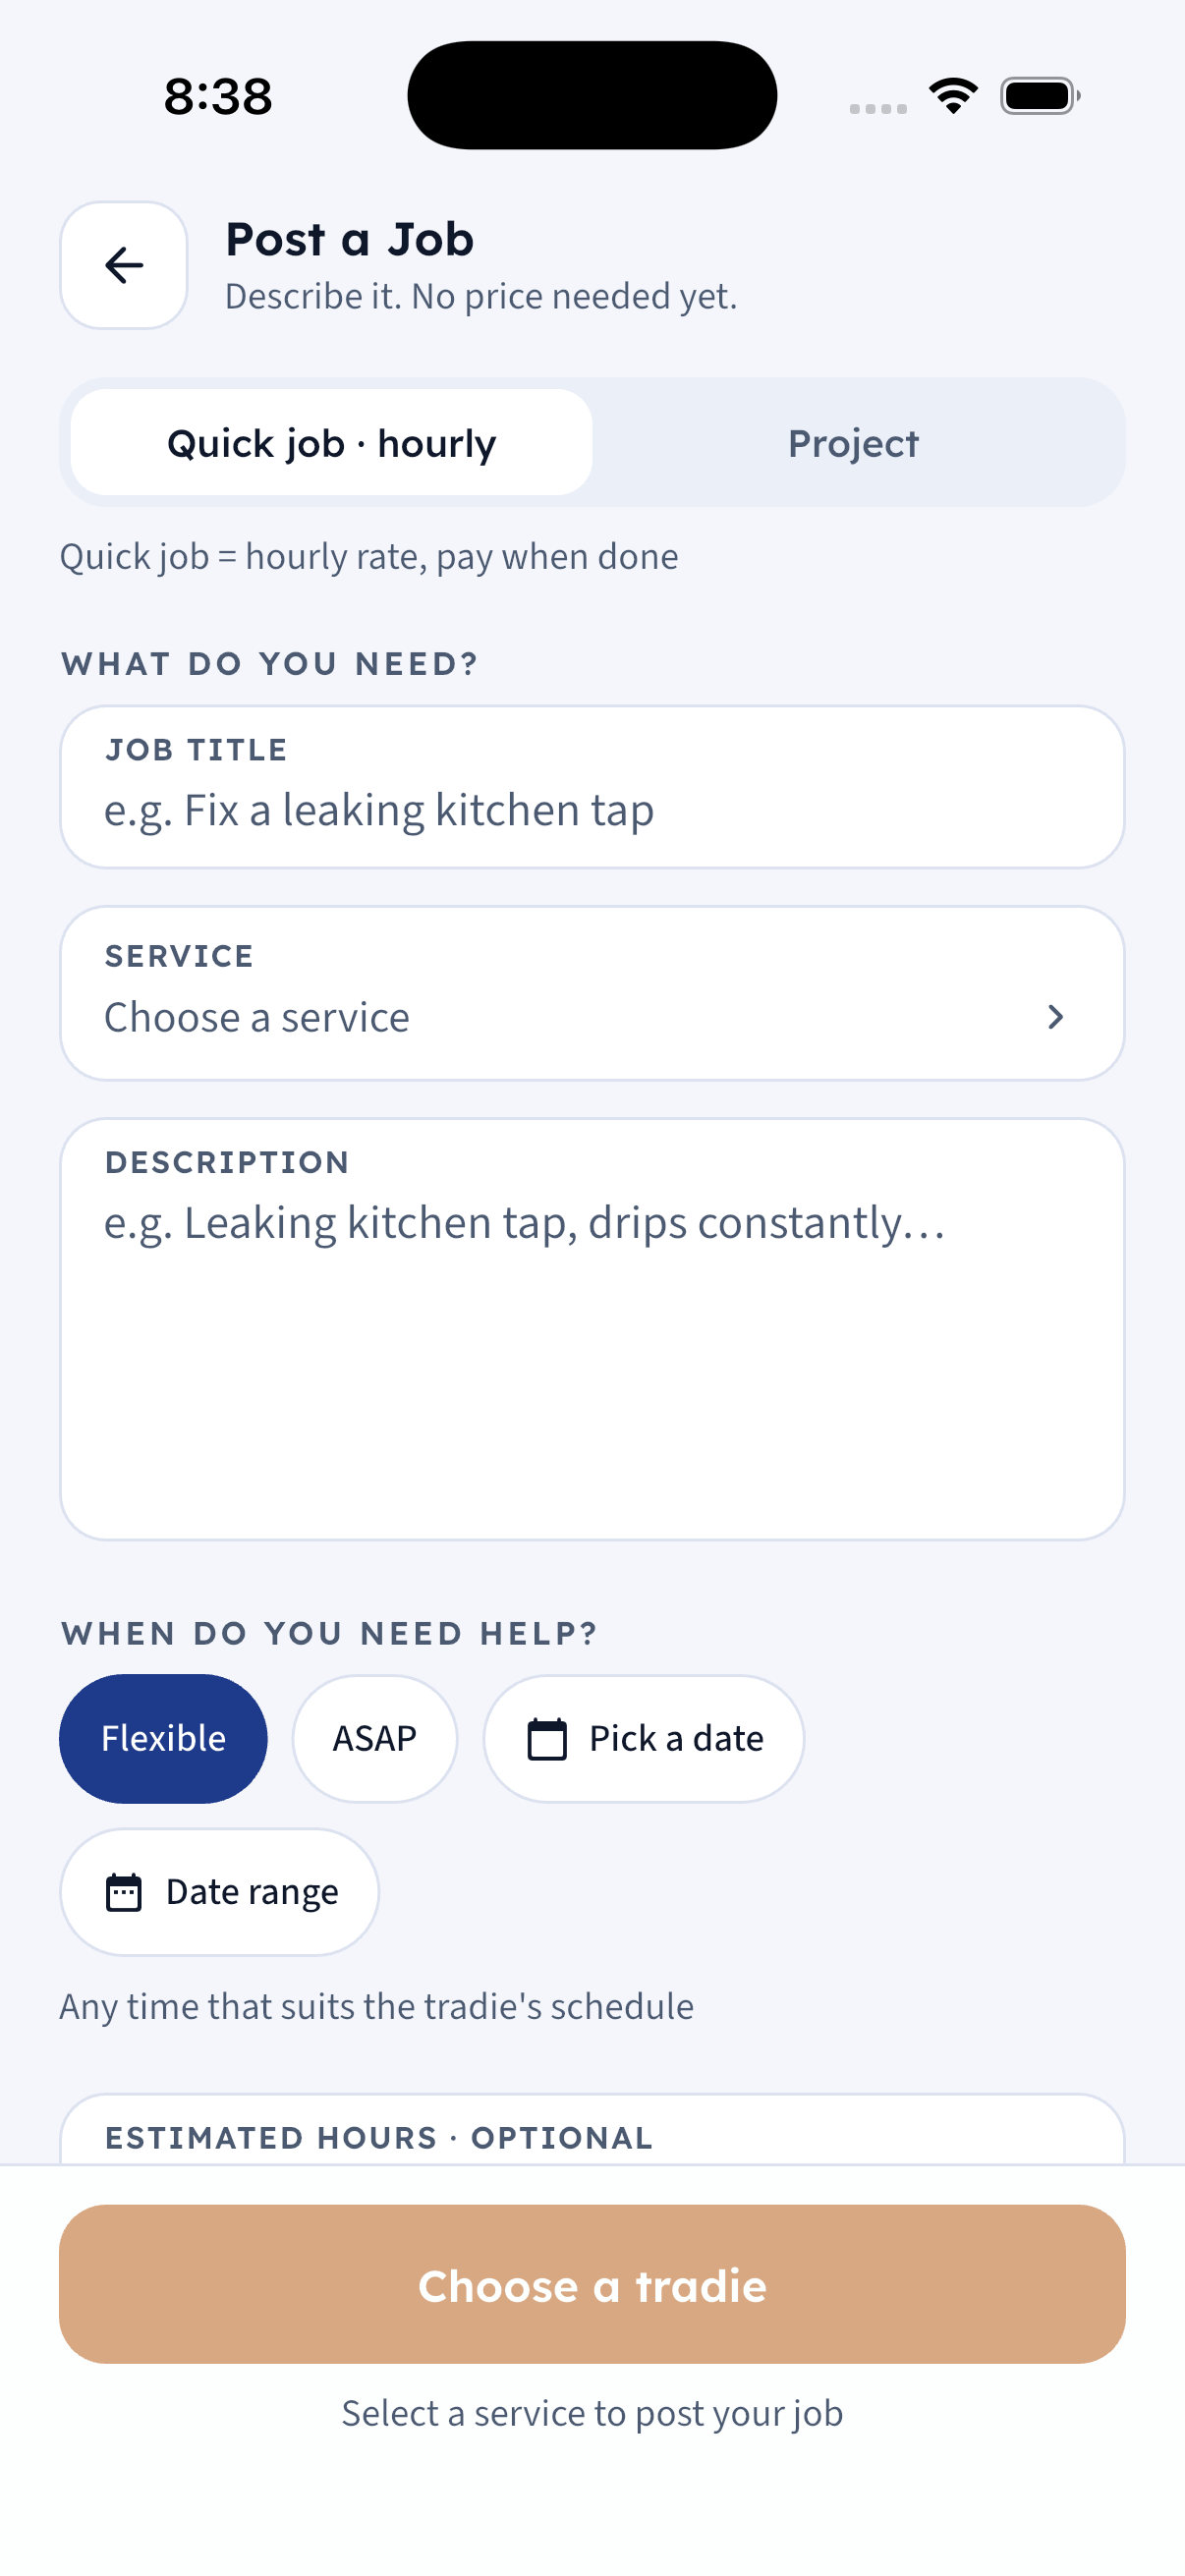 8:38
Post a Job
Describe it. No price needed yet.
Quick job · hourly
Project
Quick job = hourly rate, pay when done
WHAT DO YOU NEED?
JOB TITLE
e.g. Fix a leaking kitchen tap
SERVICE
Choose a service
DESCRIPTION
e.g. Leaking kitchen tap, drips constantly…
WHEN DO YOU NEED HELP?
Flexible
ASAP
Pick a date
Date range
Any time that suits the tradie's schedule
ESTIMATED HOURS · OPTIONAL
Choose a tradie
Select a service to post your job